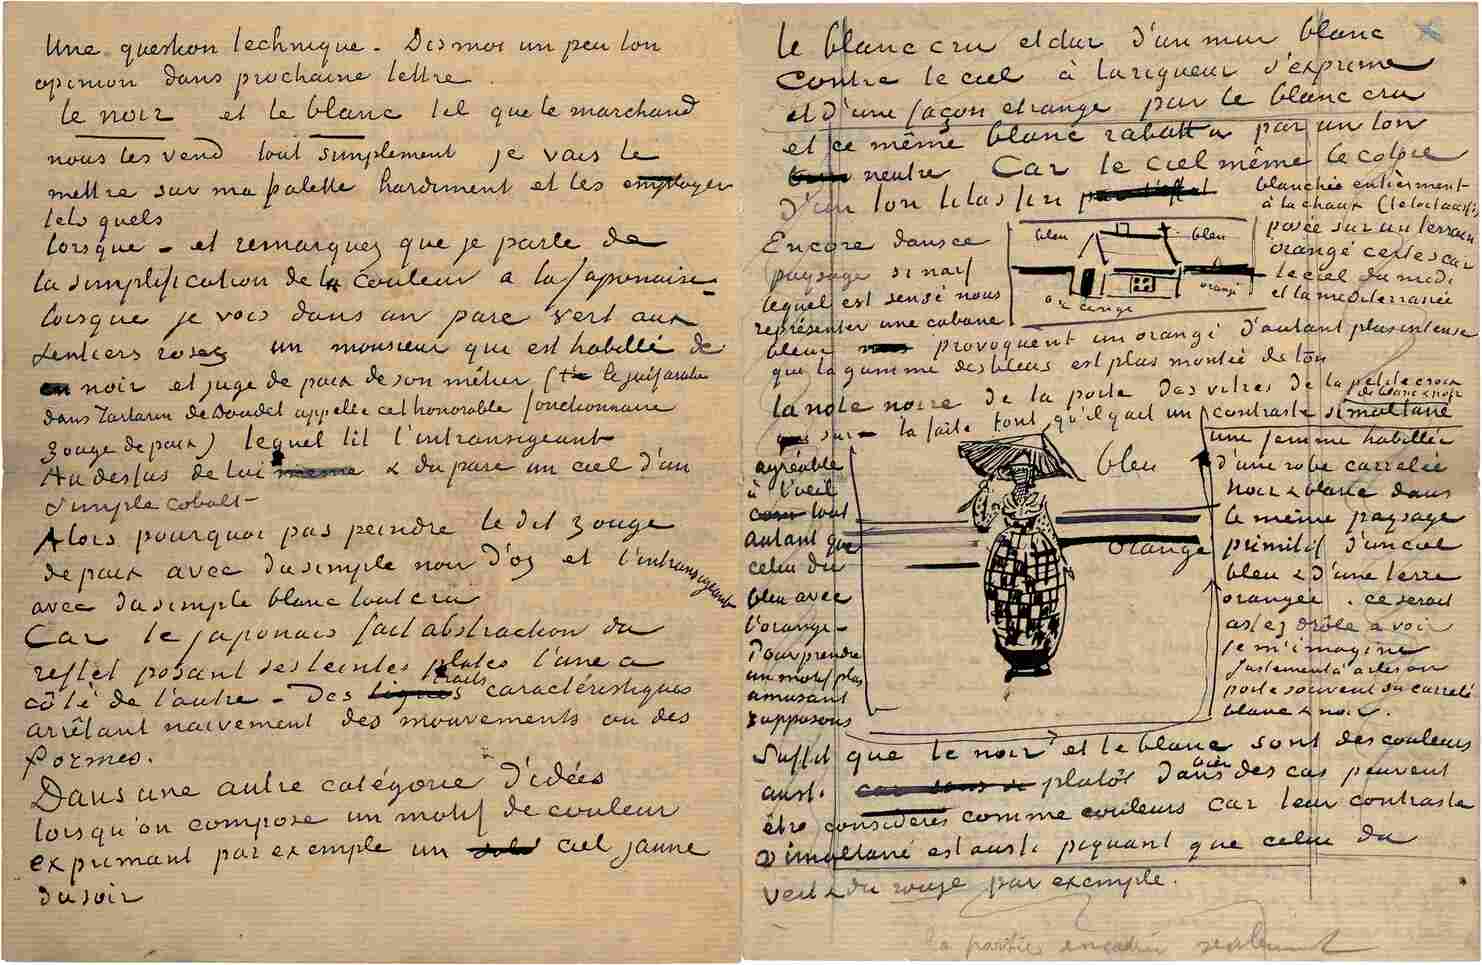 Une question technique. Dis moi un peu ton
opinion dans prochaine lettre.
le noir et le blanc tel que le marchand
nous les vend tout simplement je vais le
mettre sur ma palette hardiment et les employer
tels quels
lorsque – et remarquez que je parle de
la simplification de la couleur a la Japonaise –
lorsque je vois dans un parc vert aux
sentiers roses un monsieur qui est habillé de
noir et juge de paix de son métier (le juif arabe
dans Tartarin de Daudet appelle cet honorable fonctionnaire
zouge de paix) lequel lit l'intransigeant
Au dessus de lui & du parc un ciel d'un
simple cobalt –
Alors pourquoi pas peindre le dit zouge
de paix avec du simple noir d'os et l'intransigeant
avec du simple blanc tout cru
Car le japonais fait abstraction du
reflet posant des teintes plates l'une a
côté de l'autre – des lignes traits caractéristiques
arrêtant naivement des mouvements ou des
formes.
Dans une autre catégorie d'idées
lorsqu'on compose un motif de couleur
exprimant par exemple un ciel jaune
du soir
Le blanc cru et dur d'un mur blanc
contre le ciel à la rigueur s'exprime
et d'une façon etrange par le blanc cru
et ce même blanc rabattu par un ton
neutre Car le ciel même le colore
d'un ton lilas fin
Encore dans ce
paysage si naif
lequel est sensé nous
représenter une cabane
bleu
bleu
orangé
orangé
blanchie entièrement
à la chaux (le toit aussi)
posée sur un terrain
orangé certes car
le ciel du midi
et la mediterranée
bleue provoquent un orangé d'autant plus intense
que la gamme des bleus est plus montée de ton
la note noire de la porte des vitres de la petite croix
sur le faîte font qu'il y ait un contraste simultané
de blanc & noir
agréable
à l'oeil
tout
autant que
celui du
bleu avec
l'orangé –
Pour prendre
un motif plus
amusant
supposons
bleu
orangé
une femme habillée
d'une robe carrelée
noir & blanc dans
le même paysage
primitif d'un ciel
bleu & d'une terre
orangée. ce serait
assez drôle a voir
je m'imagine
justement à Arles on
porte souvent du carrelé
blanc & noir.
Suffit que le noir et le blanc sont des couleurs
aussi plutôt dans bien des cas peuvent
être considérés comme couleurs car leur contraste
simultané est aussi piquant que celui du
vert & du rouge par exemple.
la partie encadrée seulement